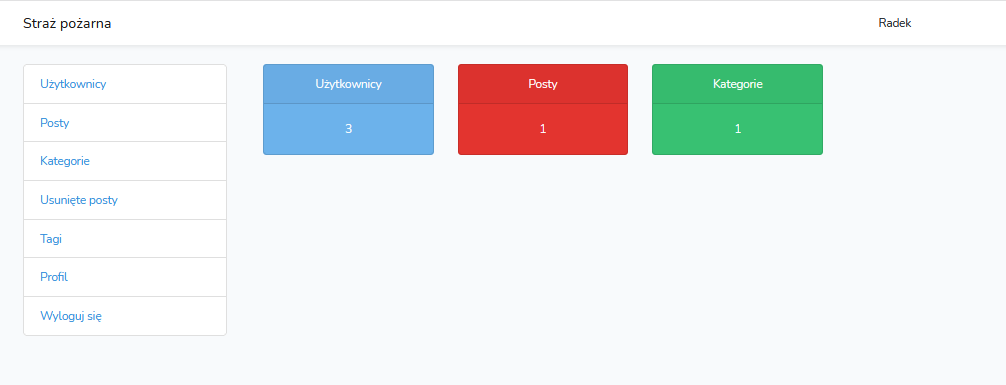 Straż pożarna
Radek
Użytkownicy
Posty
Kategorie
Usunięte posty
Tagi
Profil
Wyloguj się
Użytkownicy
3
Posty
1
Kategorie
1